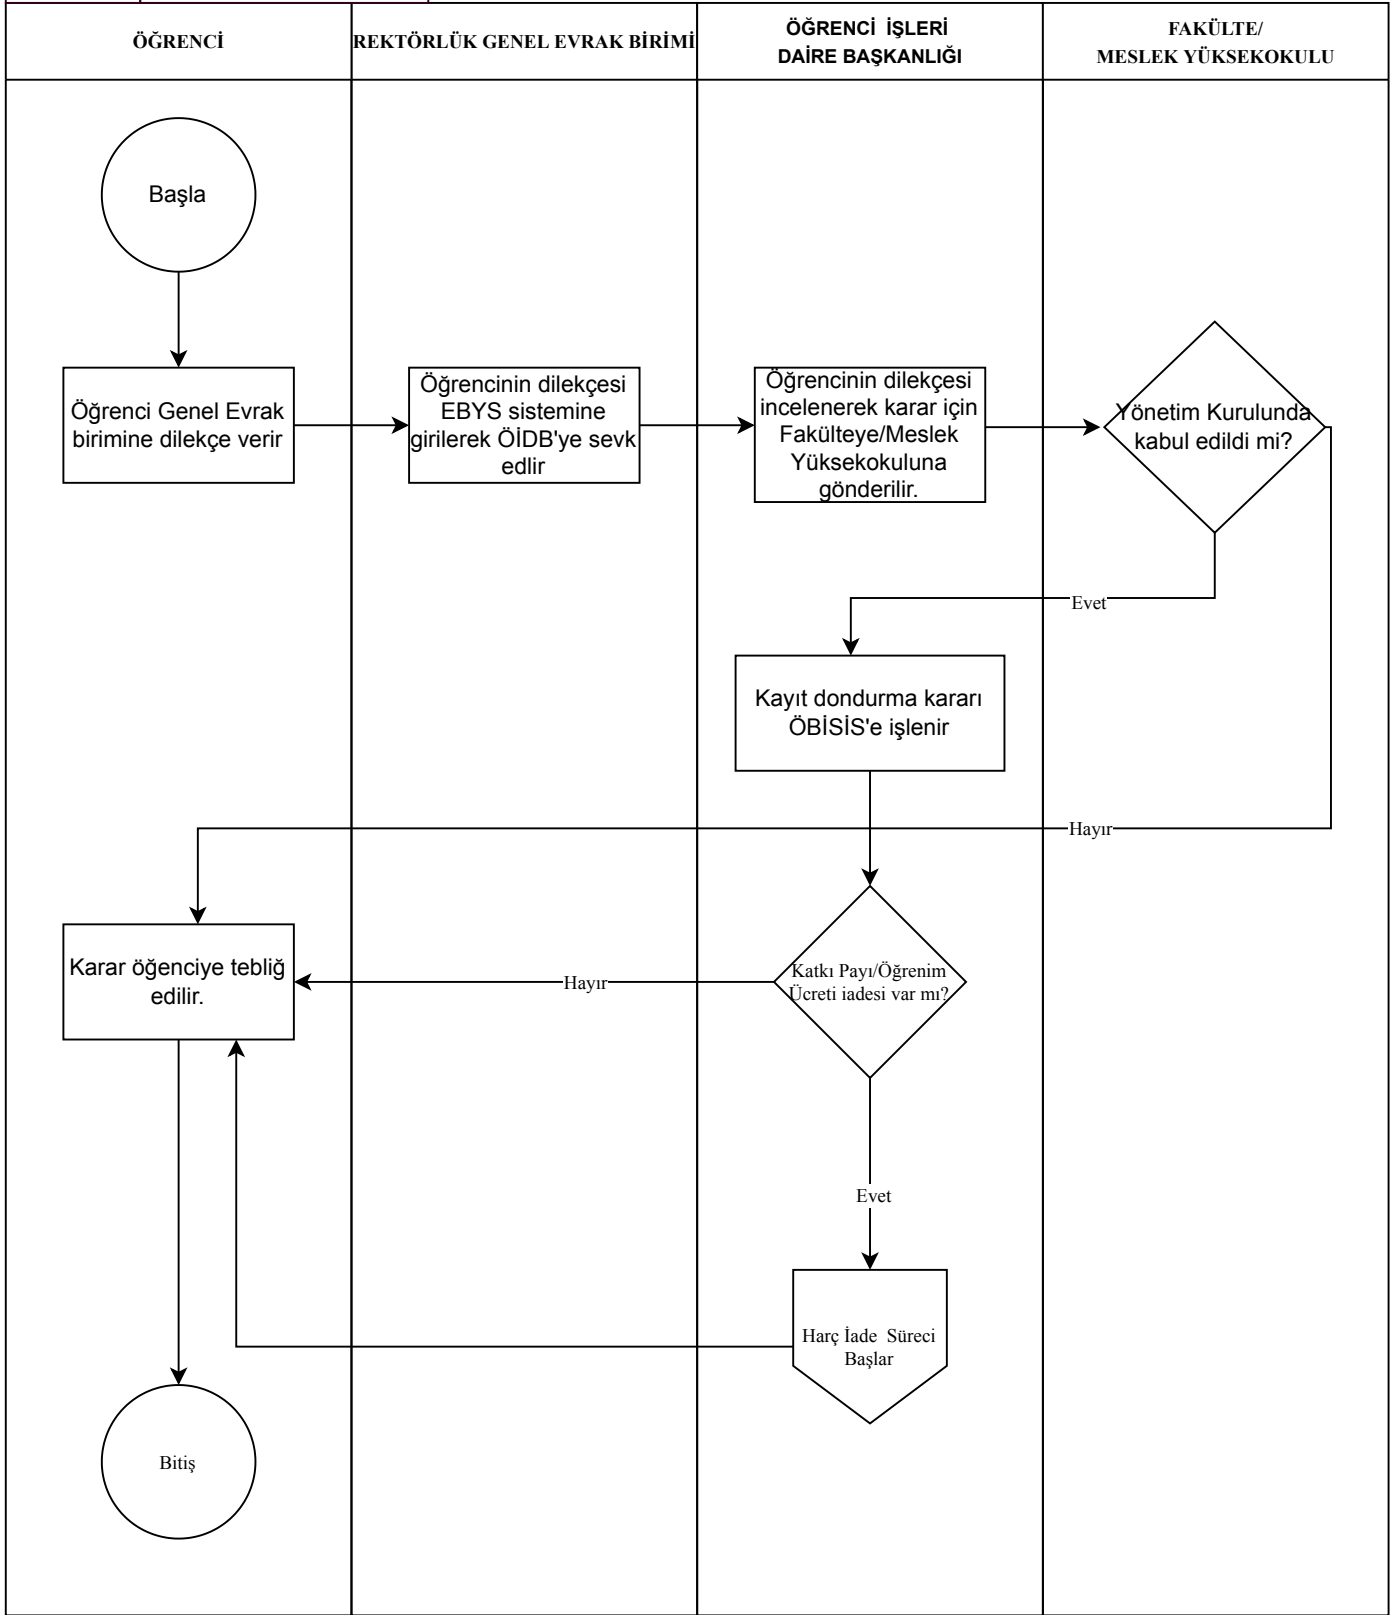 ÖĞRENCİ
REKTÖRLÜK GENEL EVRAK BİRİMİ
ÖĞRENCİ İŞLERİ
DAİRE BAŞKANLIĞI
FAKÜLTE/
MESLEK YÜKSEKOKULU
Başla
Öğrenci Genel Evrak
birimine dilekçe verir
Öğrencinin dilekçesi
EBYS sistemine
girilerek ÖİDB'ye sevk
edlir
Öğrencinin dilekçesi
incelenerek karar için
Fakülteye/Meslek
Yüksekokuluna
gönderilir.
Yönetim Kurulunda
kabul edildi mi?
Evet
Kayıt dondurma kararı
ÖBİSİS'e işlenir
Hayır
Karar öğenciye tebliğ
edilir.
Hayır
Katkı Payı/Öğrenim
Ücreti iadesi var mı?
Evet
Harç İade Süreci
Başlar
Bitiş